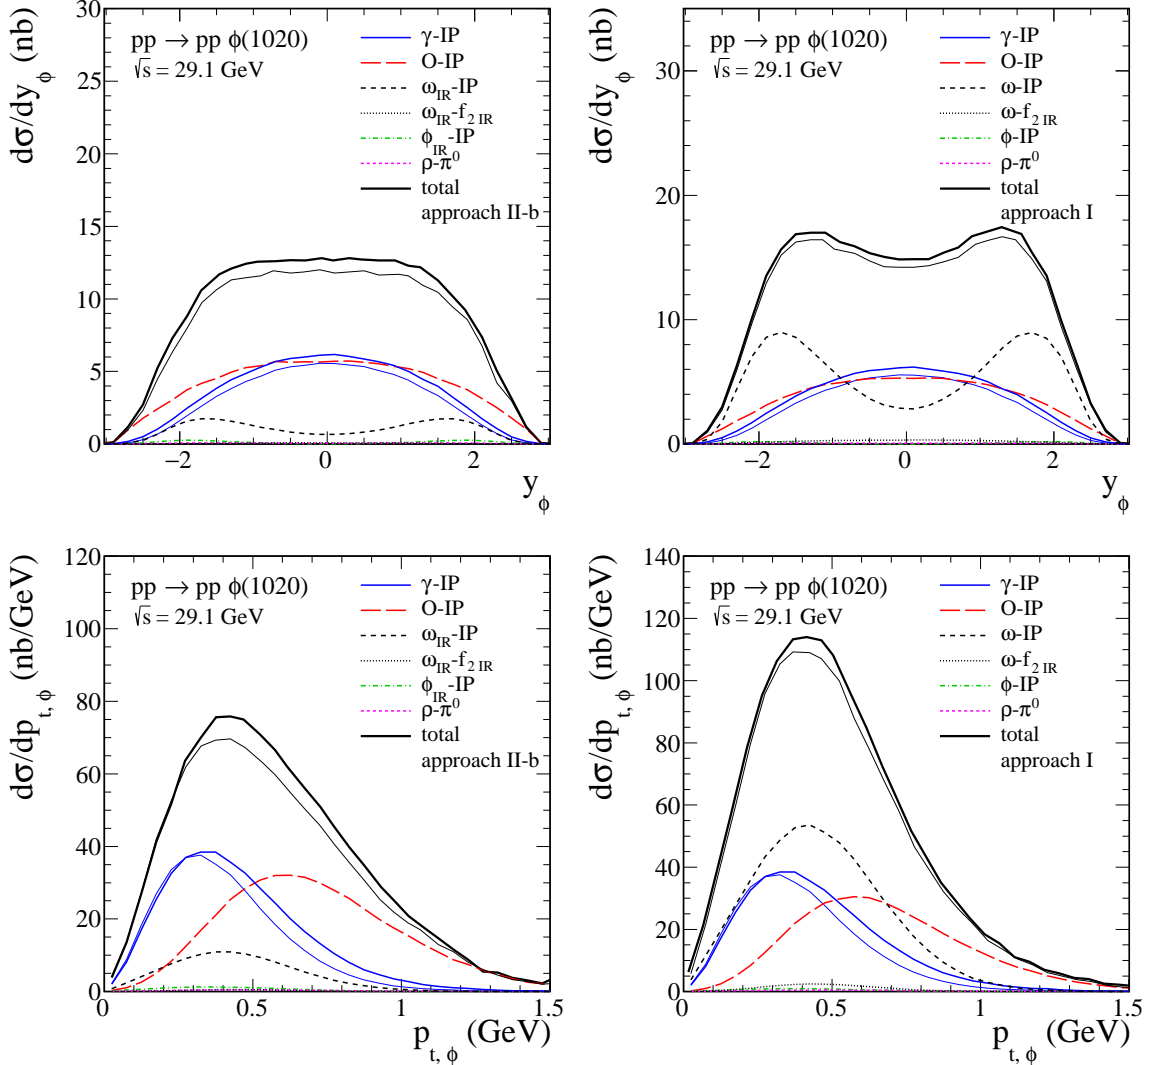 dσ/dy_ϕ (nb)
30
25
20
15
10
5
0
pp → pp ϕ(1020)
√s = 29.1 GeV
γ-IP
O-IP
ω_IR-IP
ω_IR-f_2 IR
ϕ_IR-IP
ρ-π⁰
total
approach II-b
−2
0
2
y_ϕ
dσ/dy_ϕ (nb)
30
20
10
0
pp → pp ϕ(1020)
√s = 29.1 GeV
γ-IP
O-IP
ω-IP
ω-f_2 IR
ϕ-IP
ρ-π⁰
total
approach I
−2
0
2
y_ϕ
dσ/dp_t, ϕ (nb/GeV)
120
100
80
60
40
20
0
pp → pp ϕ(1020)
√s = 29.1 GeV
γ-IP
O-IP
ω_IR-IP
ω_IR-f_2 IR
ϕ_IR-IP
ρ-π⁰
total
approach II-b
0
0.5
1
1.5
p_t, ϕ (GeV)
dσ/dp_t, ϕ (nb/GeV)
140
120
100
80
60
40
20
0
pp → pp ϕ(1020)
√s = 29.1 GeV
γ-IP
O-IP
ω-IP
ω-f_2 IR
ϕ-IP
ρ-π⁰
total
approach I
0
0.5
1
1.5
p_t, ϕ (GeV)